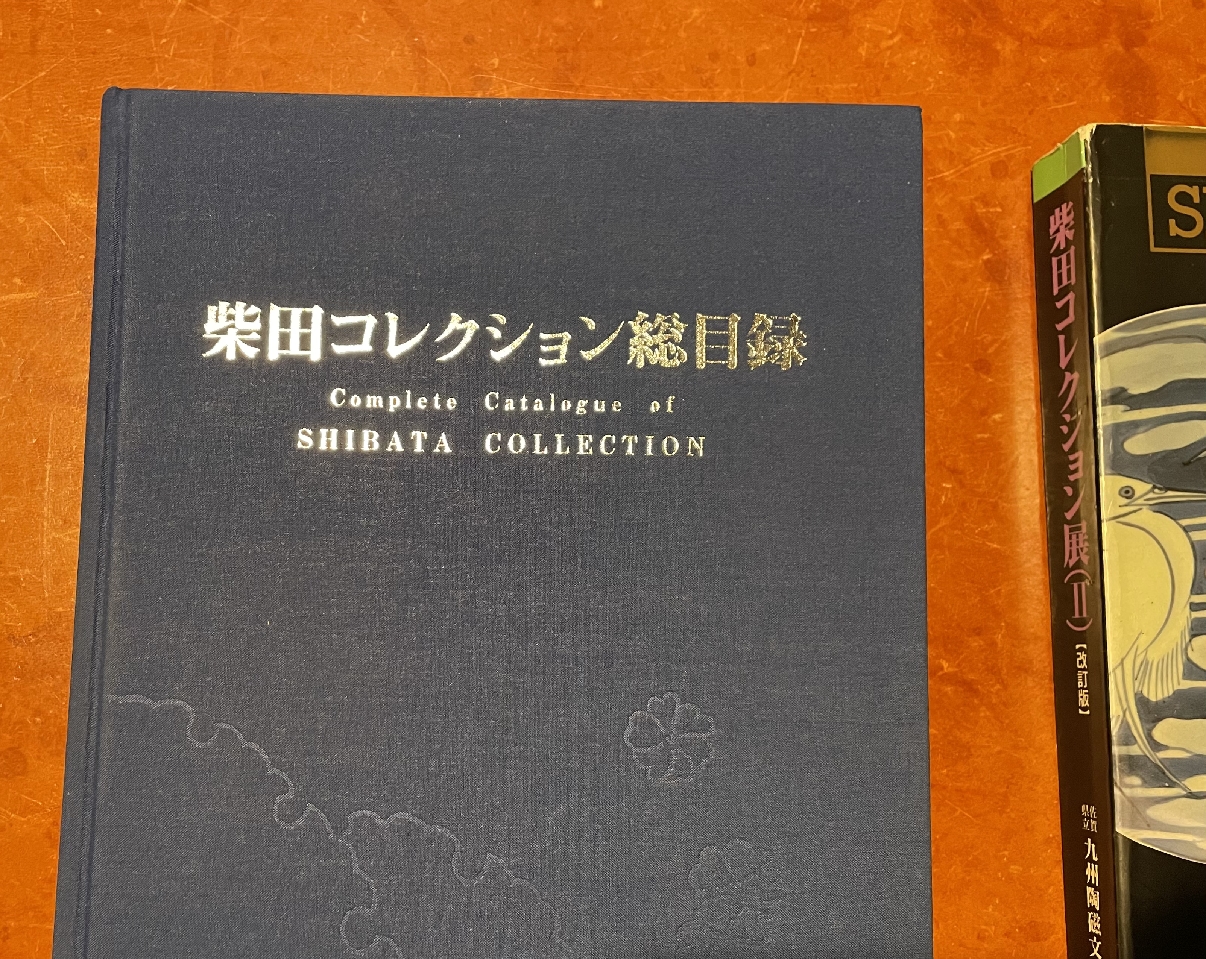 柴田コレクション総目録
Complete Catalogue of
SHIBATA COLLECTION
柴田コレクション展(II)
【改訂版】
佐賀
県立
九州陶磁文
S